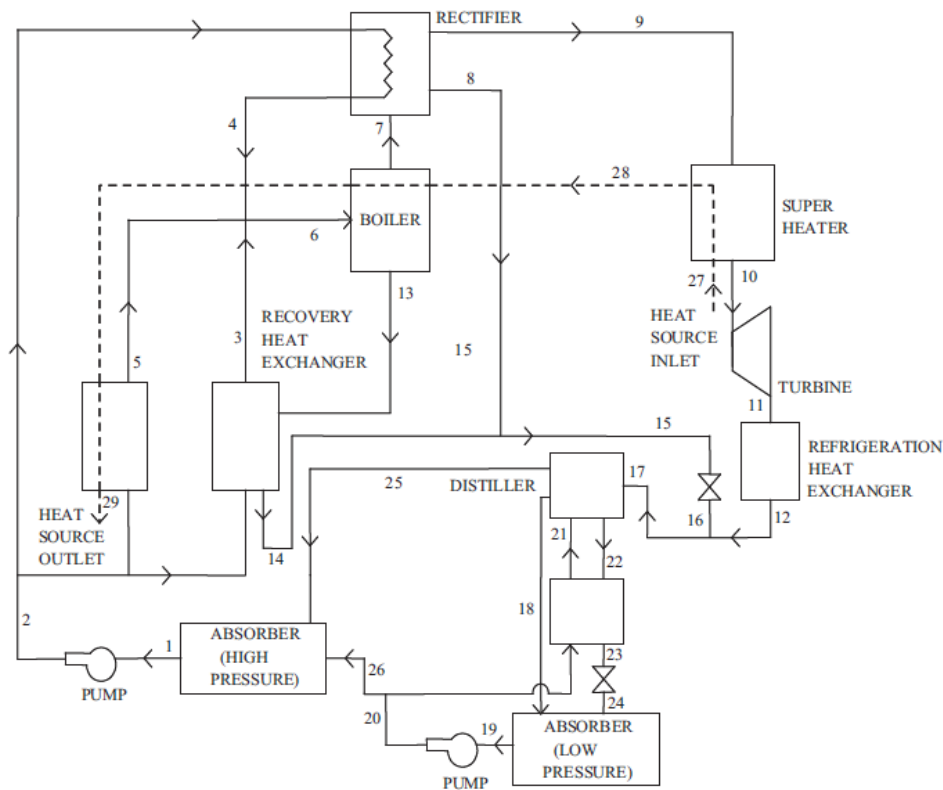 RECTIFIER
9
8
4
7
28
BOILER
SUPER
HEATER
6
27
10
13
HEAT
SOURCE
INLET
RECOVERY
HEAT
EXCHANGER
3
15
5
TURBINE
11
15
REFRIGERATION
HEAT
EXCHANGER
25
DISTILLER
17
29
HEAT
SOURCE
OUTLET
16
12
14
21
22
18
2
1
ABSORBER
(HIGH
PRESSURE)
26
23
PUMP
24
20
19
ABSORBER
(LOW
PRESSURE)
PUMP